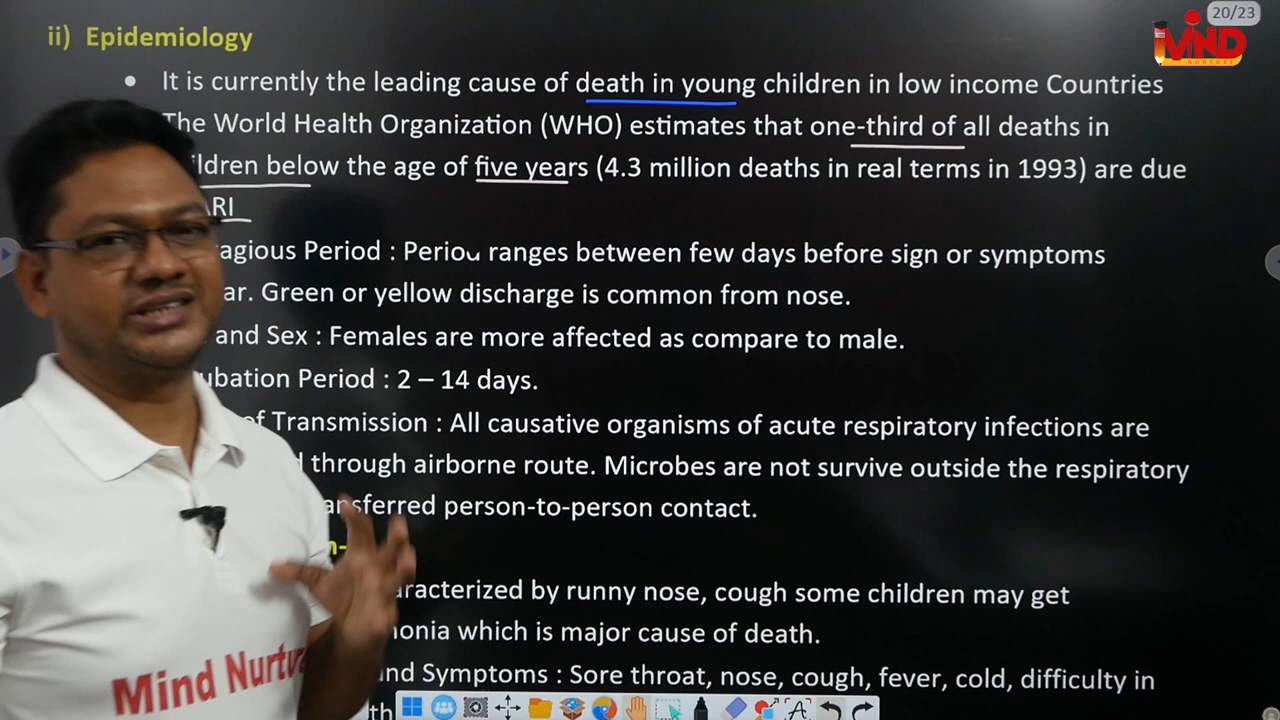 20/23
MIND
NURTURE
ii) Epidemiology
• It is currently the leading cause of death in young children in low income Countries
The World Health Organization (WHO) estimates that one-third of all deaths in
ldren below the age of five years (4.3 million deaths in real terms in 1993) are due
ARI
agious Period : Period ranges between few days before sign or symptoms
ar. Green or yellow discharge is common from nose.
and Sex : Females are more affected as compare to male.
ubation Period : 2 – 14 days.
of Transmission : All causative organisms of acute respiratory infections are
through airborne route. Microbes are not survive outside the respiratory
ansferred person-to-person contact.
n-
aracterized by runny nose, cough some children may get
onia which is major cause of death.
nd Symptoms : Sore throat, nose, cough, fever, cold, difficulty in
th
Mind Nurtu